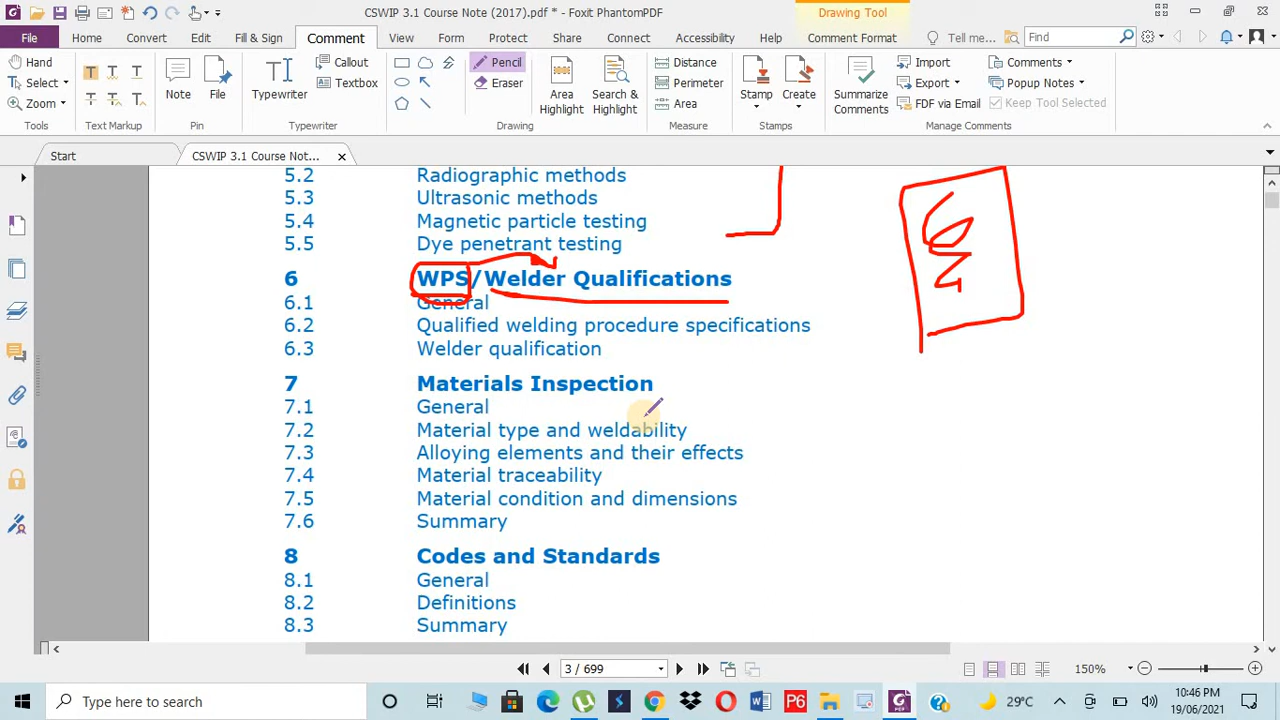 CSWIP 3.1 Course Note (2017).pdf * - Foxit PhantomPDF
Drawing Tool
File Home Convert Edit Fill & Sign Comment View Form Protect Share Connect Accessibility Help Comment Format Tell me... Find
Hand
Select
Zoom
Tools
Text Markup
Note
File
Pin
Typewriter
Callout
Textbox
Typewriter
Area Highlight
Search & Highlight
Pencil
Eraser
Drawing
Distance
Perimeter
Area
Measure
Stamp
Create
Stamps
Summarize Comments
Import
Export
FDF via Email
Comments
Popup Notes
Keep Tool Selected
Manage Comments
Start
CSWIP 3.1 Course Not...
5.2 Radiographic methods
5.3 Ultrasonic methods
5.4 Magnetic particle testing
5.5 Dye penetrant testing
6 WPS/Welder Qualifications
6.1 General
6.2 Qualified welding procedure specifications
6.3 Welder qualification
7 Materials Inspection
7.1 General
7.2 Material type and weldability
7.3 Alloying elements and their effects
7.4 Material traceability
7.5 Material condition and dimensions
7.6 Summary
8 Codes and Standards
8.1 General
8.2 Definitions
8.3 Summary
3 / 699
150%
Type here to search
P6
PDF
29°C
10:46 PM
19/06/2021